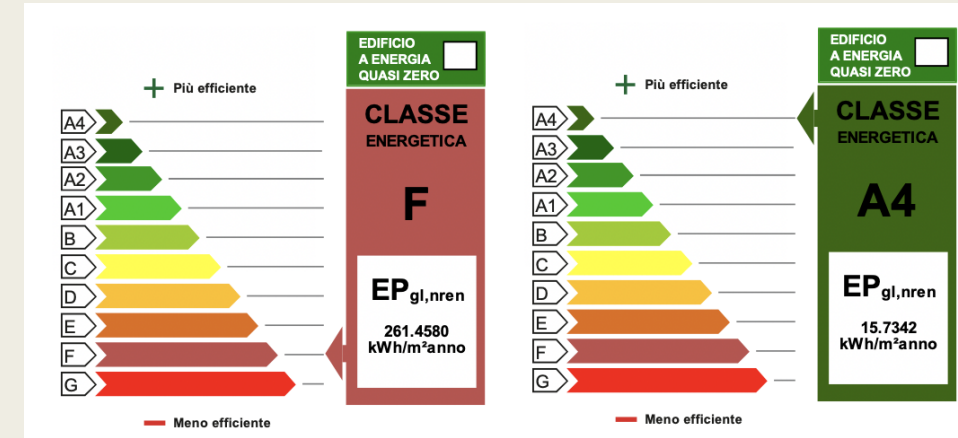 EDIFICIO
A ENERGIA
QUASI ZERO
Più efficiente
A4
A3
A2
A1
B
C
D
E
F
G
Meno efficiente
CLASSE
ENERGETICA
F
EPgl,nren
261.4580
kWh/m²anno
EDIFICIO
A ENERGIA
QUASI ZERO
Più efficiente
A4
A3
A2
A1
B
C
D
E
F
G
Meno efficiente
CLASSE
ENERGETICA
A4
EPgl,nren
15.7342
kWh/m²anno